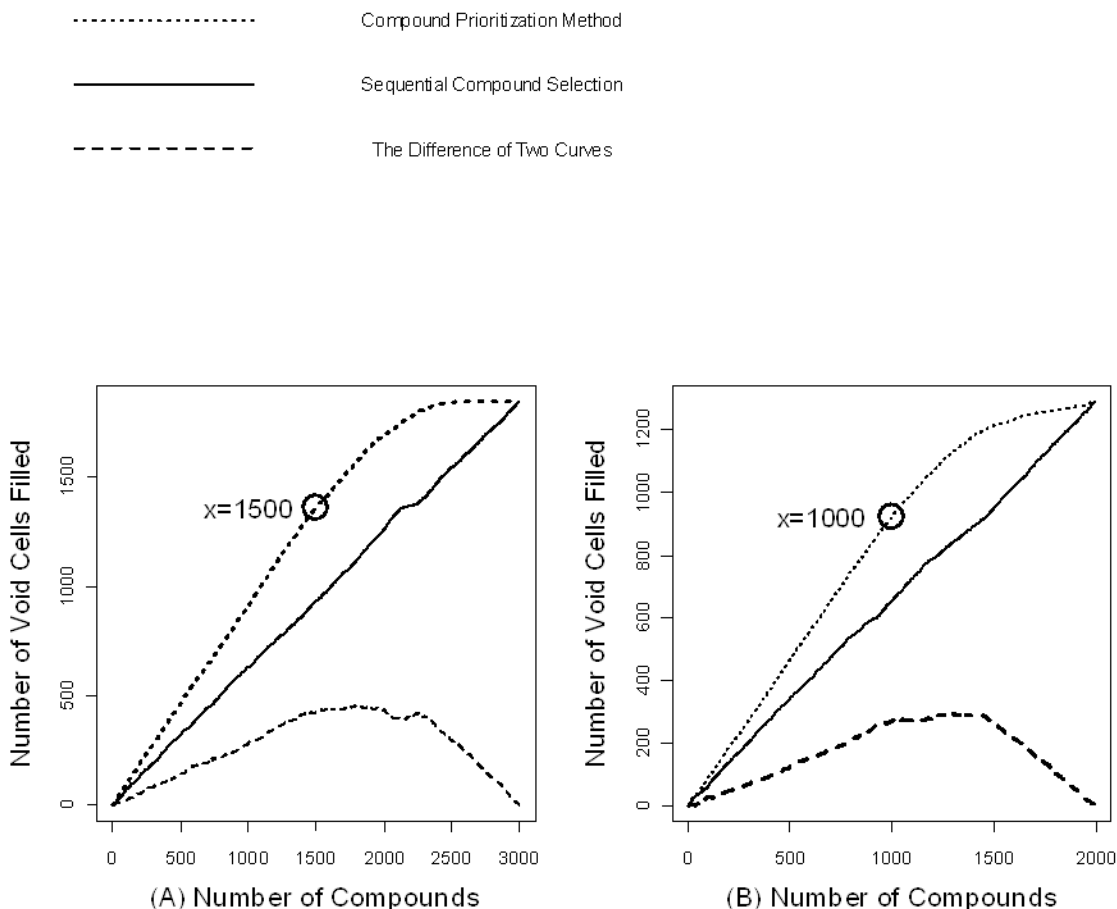 Compound Prioritization Method
Sequential Compound Selection
The Difference of Two Curves
Number of Void Cells Filled
1500
1000
500
0
x=1500
0 500 1000 1500 2000 2500 3000
(A) Number of Compounds
Number of Void Cells Filled
1200
1000
800
600
400
200
0
x=1000
0 500 1000 1500 2000
(B) Number of Compounds